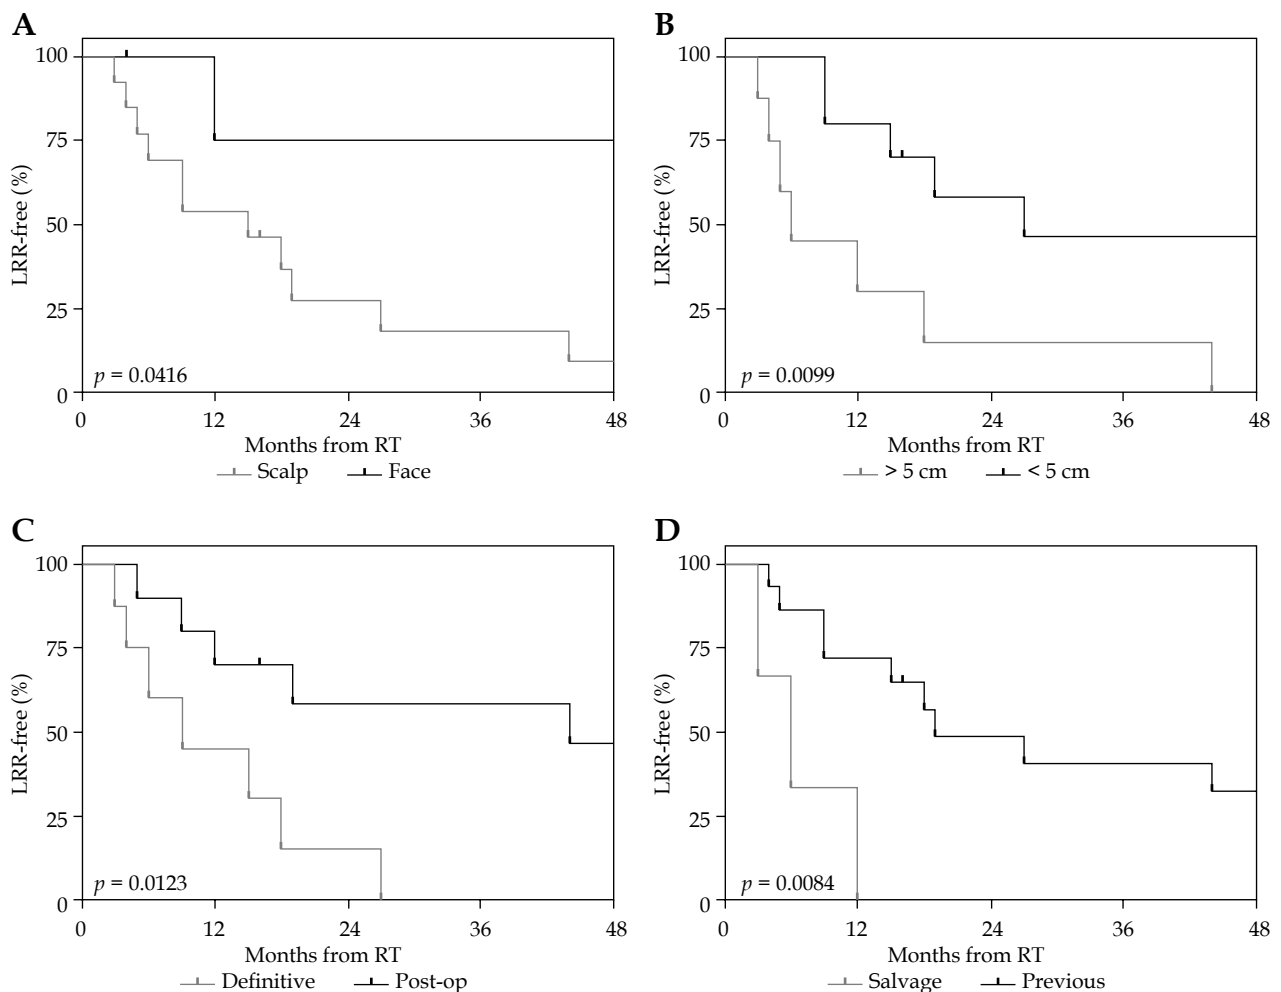 A
100
75
50
25
0
LRR-free (%)
p = 0.0416
0 12 24 36 48
Months from RT
Scalp Face
B
100
75
50
25
0
LRR-free (%)
p = 0.0099
0 12 24 36 48
Months from RT
> 5 cm < 5 cm
C
100
75
50
25
0
LRR-free (%)
p = 0.0123
0 12 24 36 48
Months from RT
Definitive Post-op
D
100
75
50
25
0
LRR-free (%)
p = 0.0084
0 12 24 36 48
Months from RT
Salvage Previous